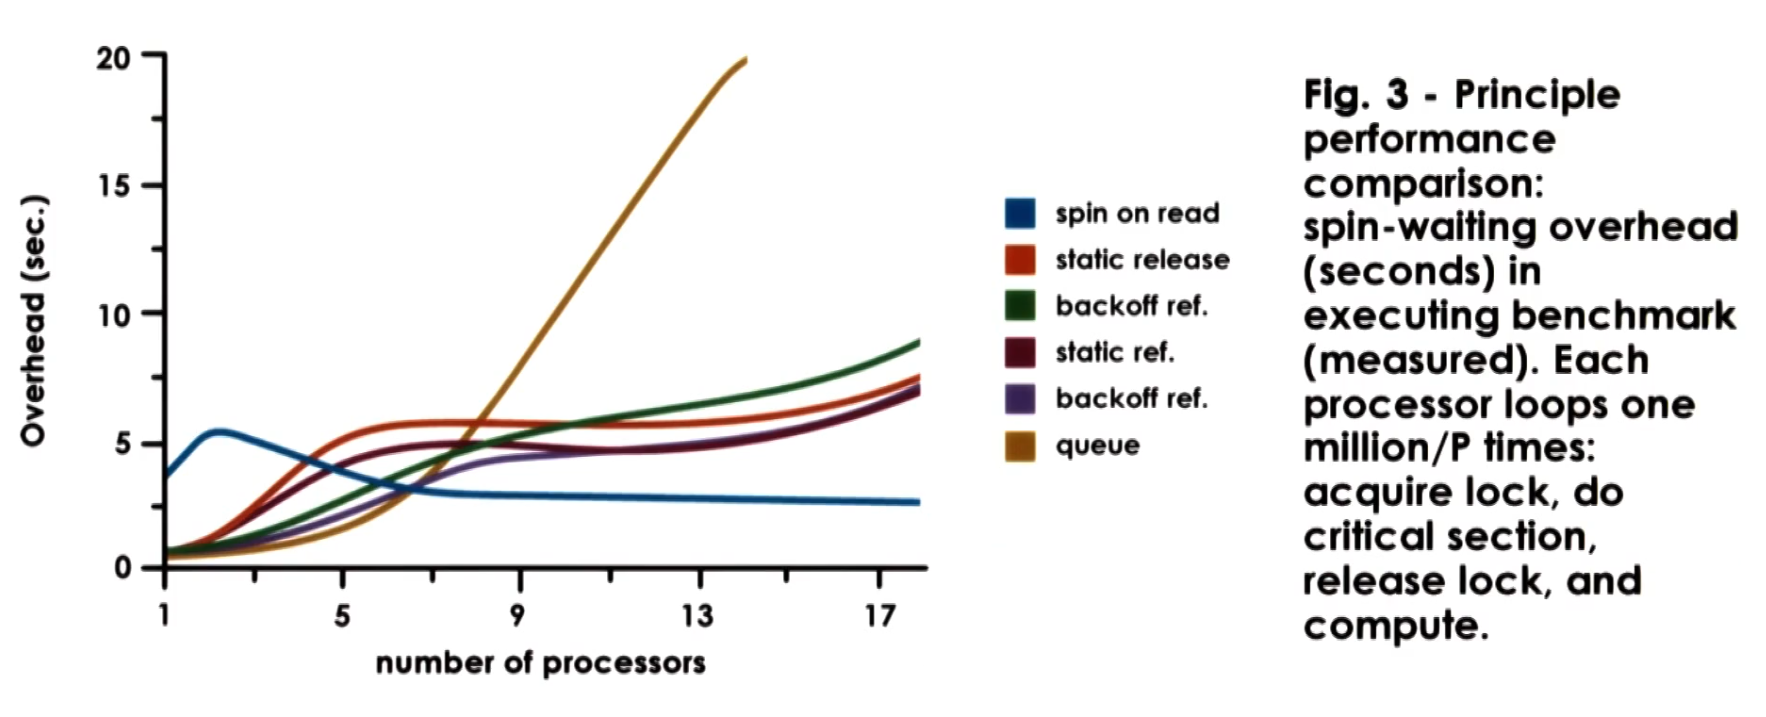 20
15
10
5
0
Overhead (sec.)
1 5 9 13 17
number of processors
spin on read
static release
backoff ref.
static ref.
backoff ref.
queue
Fig. 3 - Principle
performance
comparison:
spin-waiting overhead
(seconds) in
executing benchmark
(measured). Each
processor loops one
million/P times:
acquire lock, do
critical section,
release lock, and
compute.